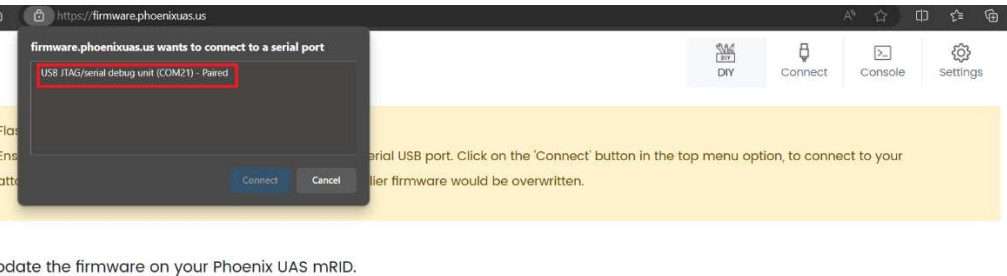 https://firmware.phoenixuas.us
firmware.phoenixuas.us wants to connect to a serial port
USB JTAG/serial debug unit (COM21) - Paired
DIY
DIY Connect Console Settings
erial USB port. Click on the 'Connect' button in the top menu option, to connect to your
Connect Cancel
lier firmware would be overwritten.
pdate the firmware on your Phoenix UAS mRID.